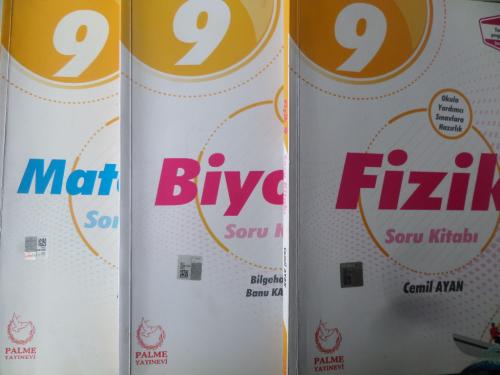 9
Mat
Sor
PALME
YAYINEVİ
9
Biyo
Soru K
Bilgeha
Banu KA
PALME
YAYINEVİ
9
Okula
Yardımcı
Sınavlara
Hazırlık
Fizik
Soru Kitabı
Cemil AYAN
PALME
YAYINEVİ